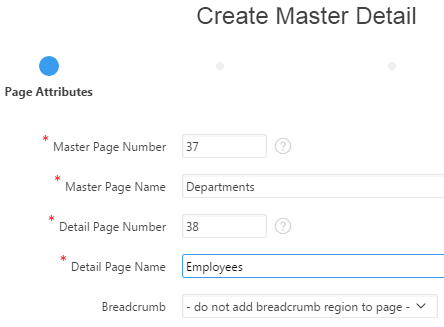 Create Master Detail
Page Attributes
* Master Page Number 37 ?
* Master Page Name Departments
* Detail Page Number 38 ?
* Detail Page Name Employees
Breadcrumb - do not add breadcrumb region to page -